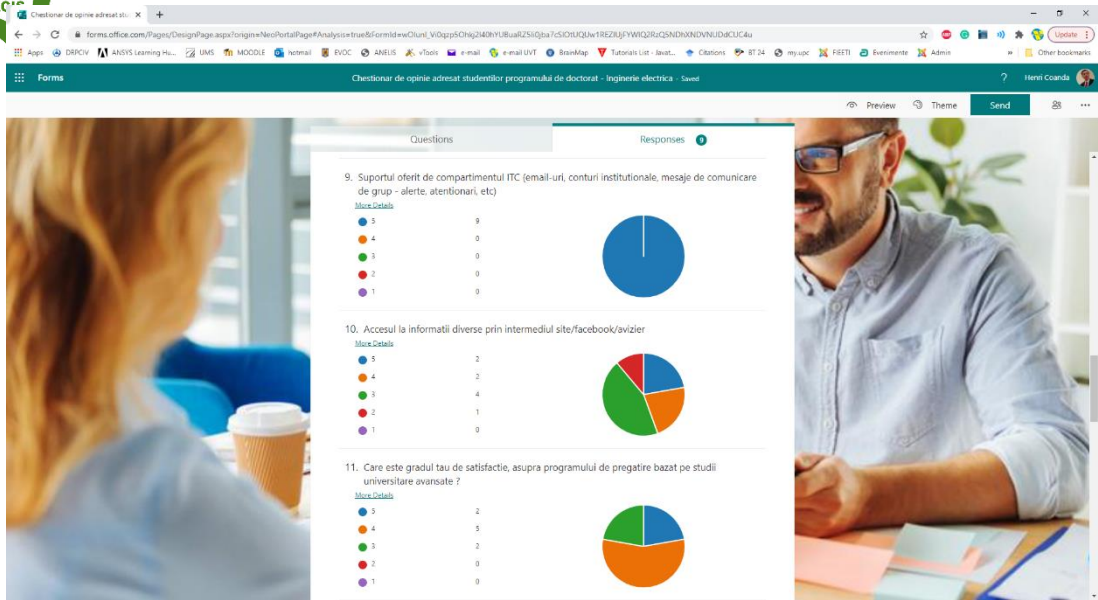 Chestionar de opinie adresat stu
forms.office.com/Pages/DesignPage.aspx?origin=NeoPortalPage#Analysis=true&FormId=
Update
Apps DRPCIV ANSYS Learning Hu... UMS MOODLE hotmail EVOC ANELIS vTools e-mail e-mail UVT BrainMap Tutorials List - Javat... Citations BT 24 my.upc FIEETI Evenimente Admin » Other bookmarks
Forms Chestionar de opinie adresat studentilor programului de doctorat - Inginerie electrica - Saved ? Henri Coanda
Preview Theme Send
Questions Responses 9
9. Suportul oferit de compartimentul ITC (email-uri, conturi institutionale, mesaje de comunicare
de grup - alerte, atentionari, etc)
More Details
5 9
4 0
3 0
2 0
1 0
10. Accesul la informatii diverse prin intermediul site/facebook/avizier
More Details
5 2
4 2
3 4
2 1
1 0
11. Care este gradul tau de satisfactie, asupra programului de pregatire bazat pe studii
universitare avansate ?
More Details
5 2
4 5
3 2
2 0
1 0